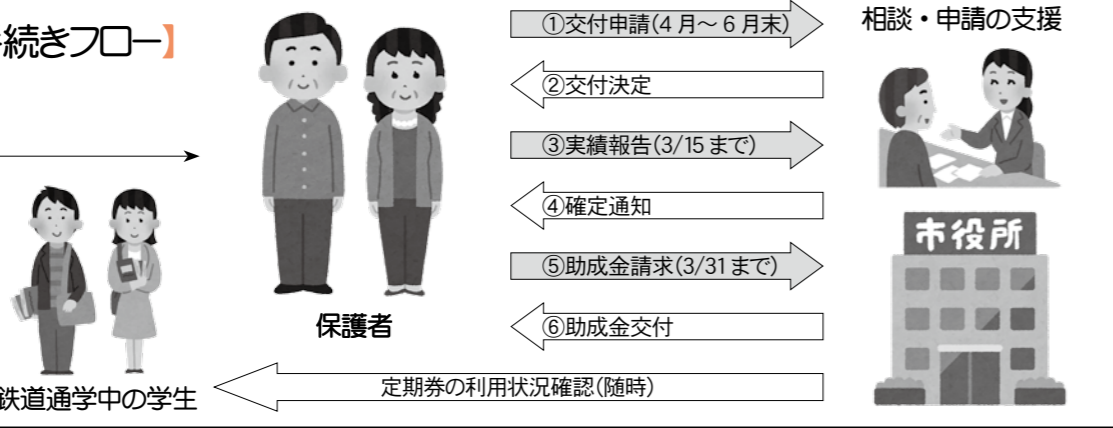 続きフロー】
①交付申請(4月～6月末)
②交付決定
③実績報告(3/15まで)
④確定通知
⑤助成金請求(3/31まで)
⑥助成金交付
定期券の利用状況確認(随時)
相談・申請の支援
市役所
保護者
鉄道通学中の学生